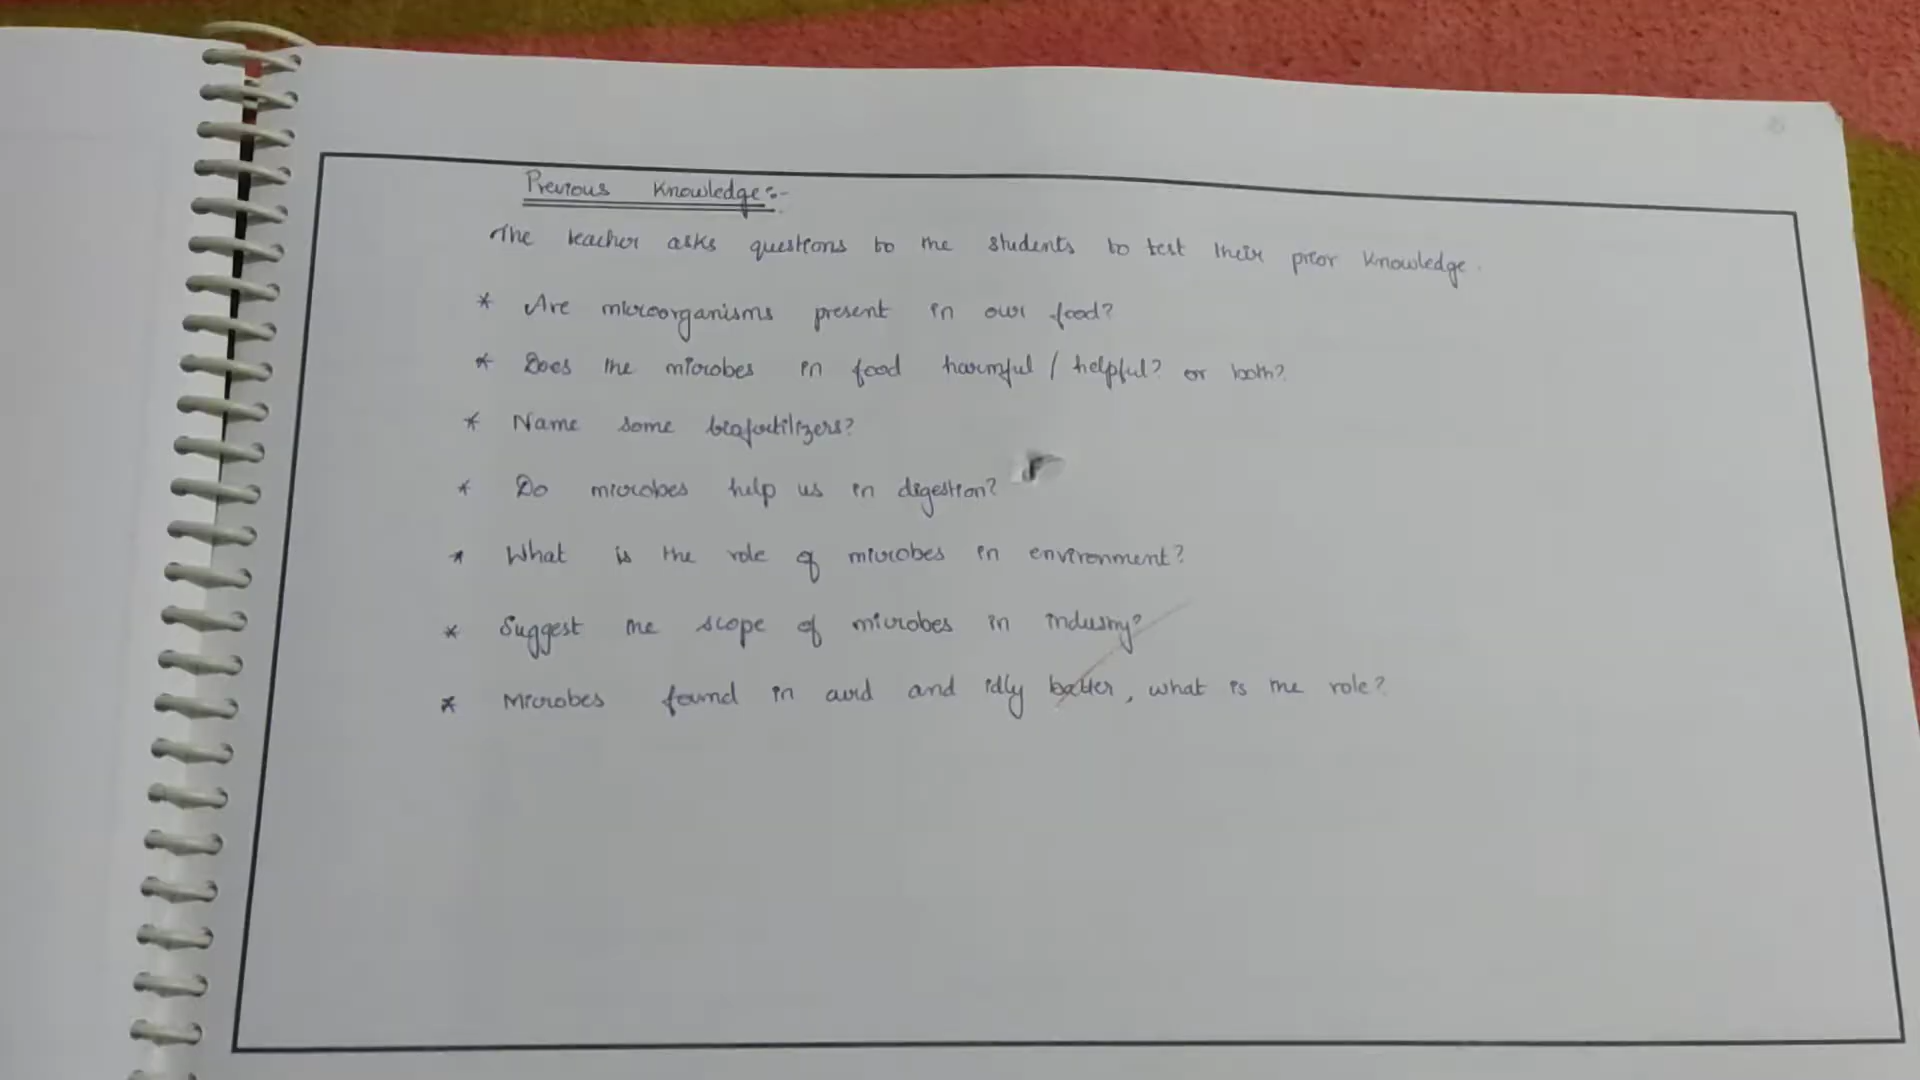 Previous Knowledge:-
The teacher asks questions to the students to test their prior knowledge.
* Are microorganisms present in our food?
* Does the microbes in food harmful / helpful? or both?
* Name some biofertilizers?
* Do microbes help us in digestion?
* What is the role of microbes in environment?
* Suggest the scope of microbes in industry?
* Microbes found in curd and idly batter, what is the role?